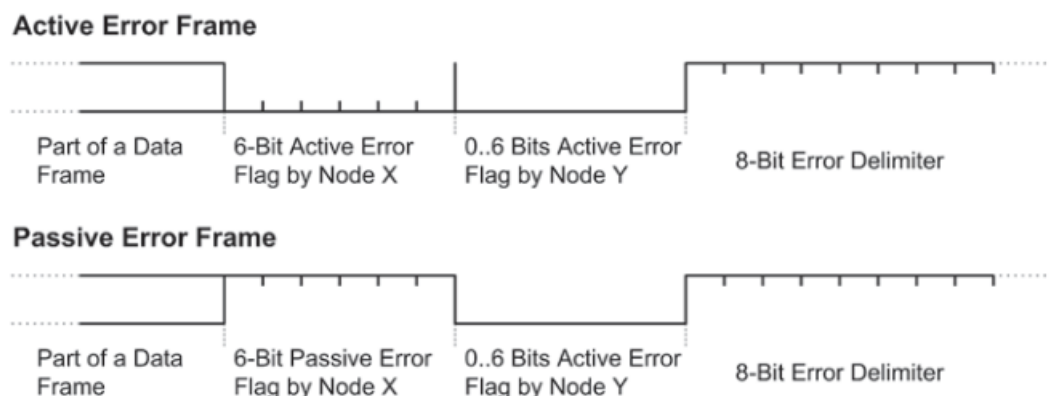 Active Error Frame
Part of a Data
Frame
6-Bit Active Error
Flag by Node X
0..6 Bits Active Error
Flag by Node Y
8-Bit Error Delimiter
Passive Error Frame
Part of a Data
Frame
6-Bit Passive Error
Flag by Node X
0..6 Bits Active Error
Flag by Node Y
8-Bit Error Delimiter